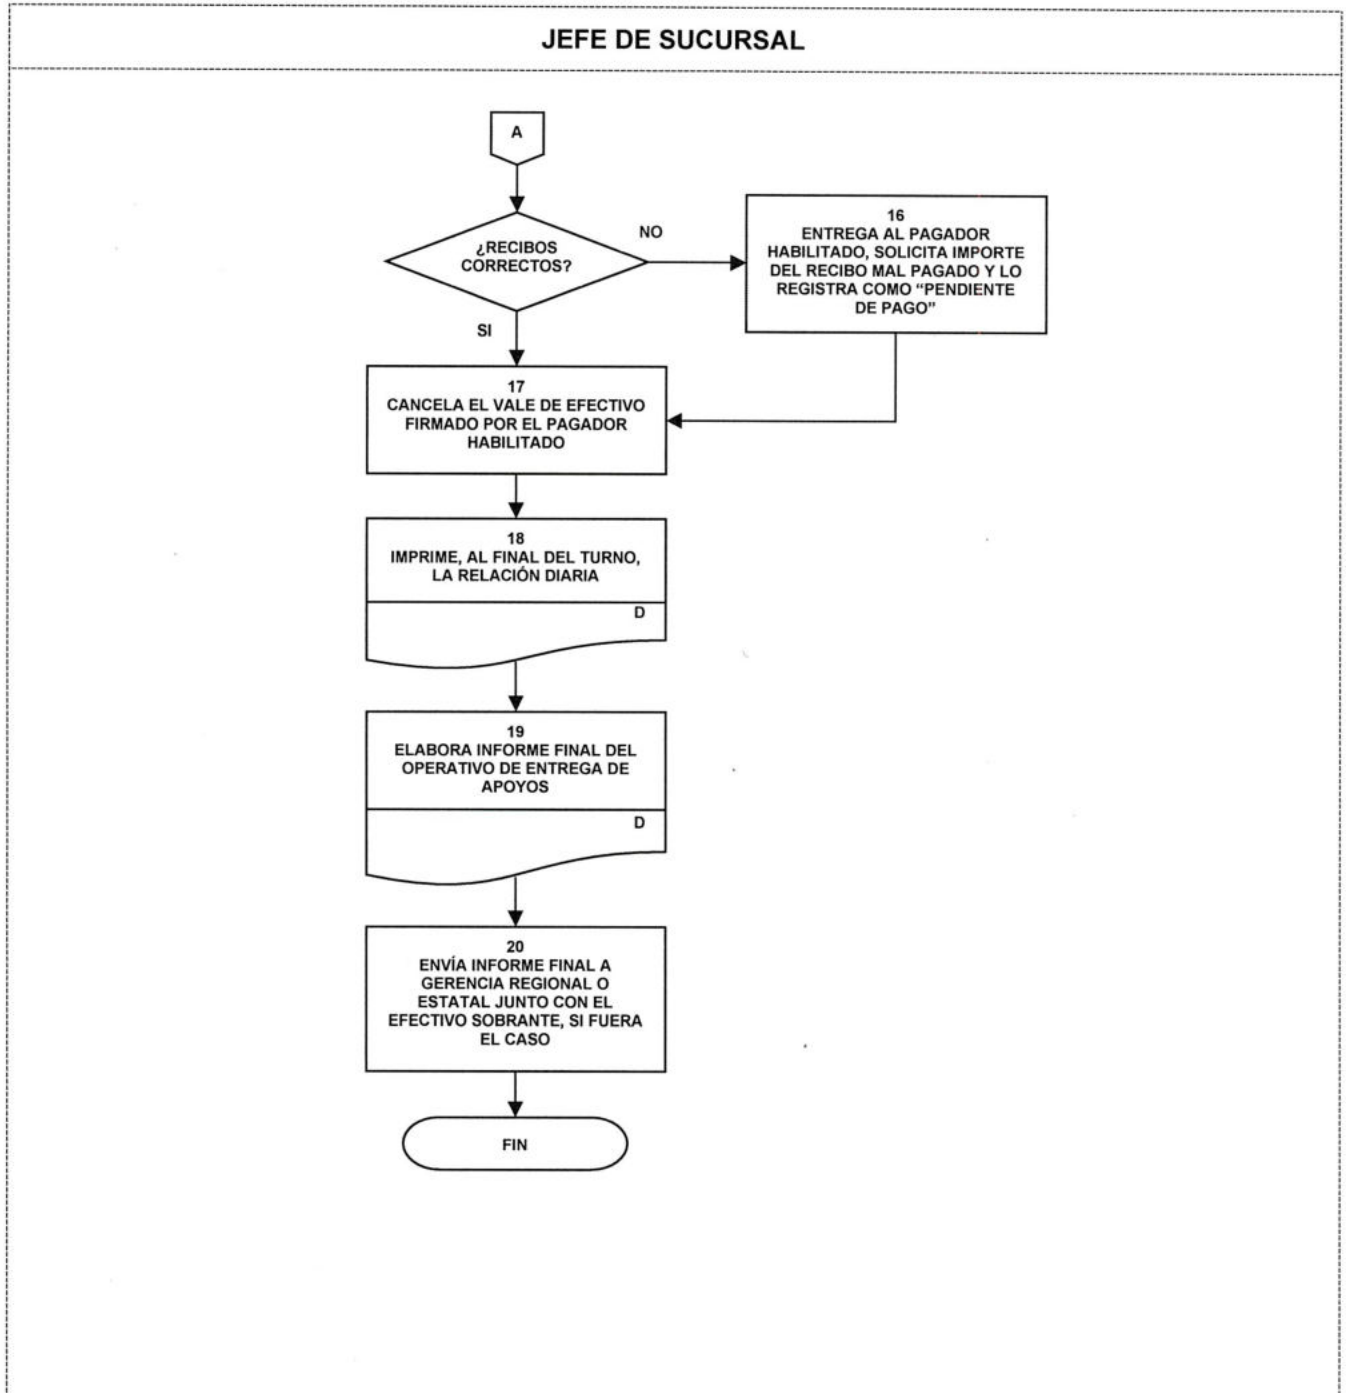 JEFE DE SUCURSAL
A
¿RECIBOS
CORRECTOS?
NO
16
ENTREGA AL PAGADOR
HABILITADO, SOLICITA IMPORTE
DEL RECIBO MAL PAGADO Y LO
REGISTRA COMO “PENDIENTE
DE PAGO”
SI
17
CANCELA EL VALE DE EFECTIVO
FIRMADO POR EL PAGADOR
HABILITADO
18
IMPRIME, AL FINAL DEL TURNO,
LA RELACIÓN DIARIA
D
19
ELABORA INFORME FINAL DEL
OPERATIVO DE ENTREGA DE
APOYOS
D
20
ENVÍA INFORME FINAL A
GERENCIA REGIONAL O
ESTATAL JUNTO CON EL
EFECTIVO SOBRANTE, SI FUERA
EL CASO
FIN